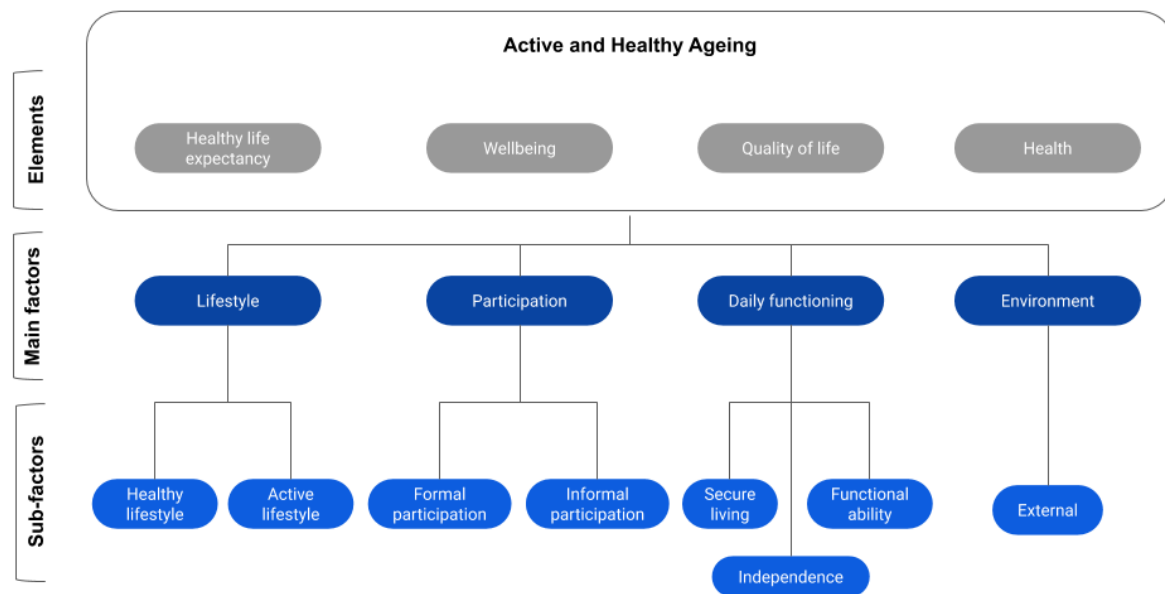 Active and Healthy Ageing
Elements
Healthy life
expectancy
Wellbeing
Quality of life
Health
Main factors
Lifestyle
Participation
Daily functioning
Environment
Sub-factors
Healthy
lifestyle
Active
lifestyle
Formal
participation
Informal
participation
Secure
living
Functional
ability
External
Independence